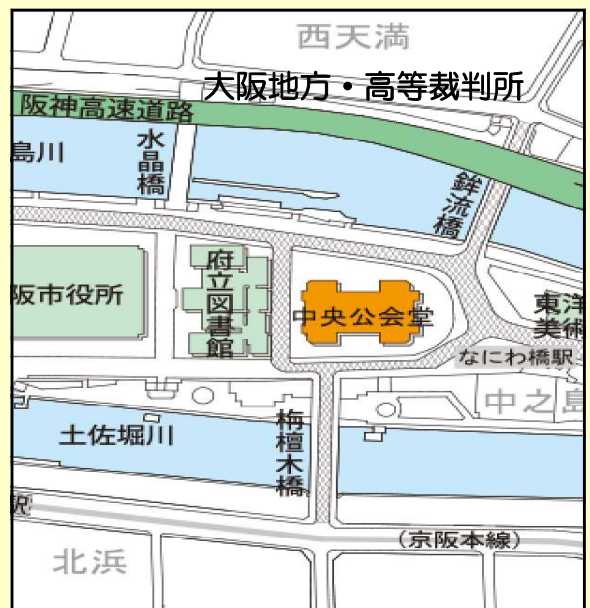 西天満
大阪地方・高等裁判所
阪神高速道路
島川
水晶橋
鉾流橋
阪市役所
府立図書館
中央公会堂
東洋
美術
なにわ橋駅
中之島
土佐堀川
栴檀木橋
駅
(京阪本線)
北浜